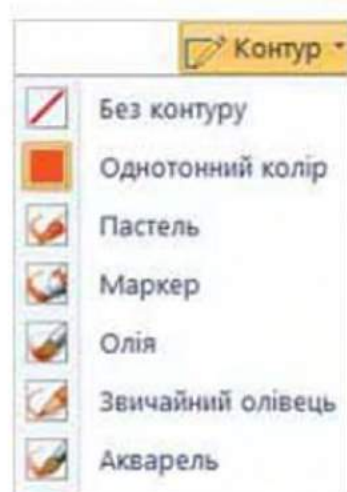 Контур
Без контуру
Однотонний колір
Пастель
Маркер
Олія
Звичайний олівець
Акварель